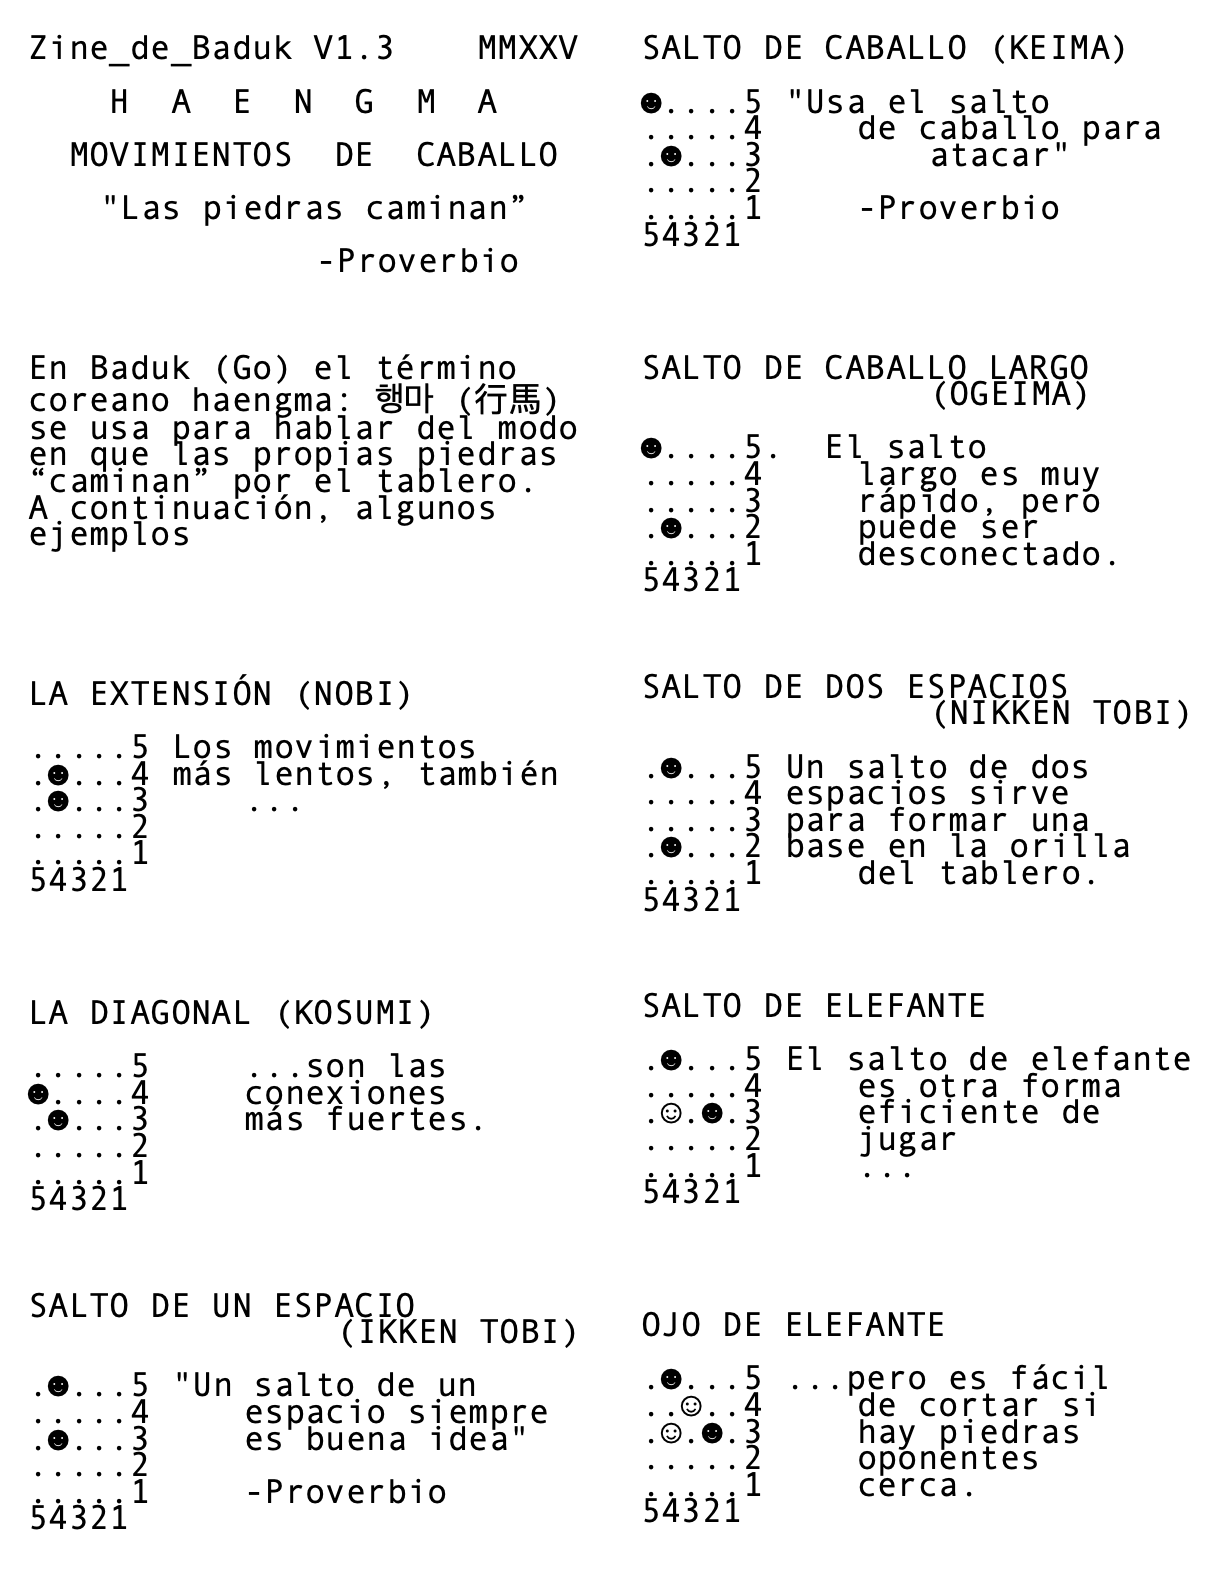 Zine_de_Baduk V1.3    MMXXV
H  A  E  N  G  M  A
MOVIMIENTOS  DE  CABALLO
"Las piedras caminan”
-Proverbio
En Baduk (Go) el término
coreano haengma: 행마 (行馬)
se usa para hablar del modo
en que las propias piedras
“caminan” por el tablero.
A continuación, algunos
ejemplos
LA EXTENSIÓN (NOBI)
.....5 Los movimientos
.☻...4 más lentos, también
.☻...3     ...
.....2
.....1
54321
LA DIAGONAL (KOSUMI)
.....5     ...son las
☻....4     conexiones
.☻...3     más fuertes.
.....2
.....1
54321
SALTO DE UN ESPACIO
(IKKEN TOBI)
.☻...5 "Un salto de un
.....4     espacio siempre
.☻...3     es buena idea"
.....2
.....1     -Proverbio
54321
SALTO DE CABALLO (KEIMA)
☻....5 "Usa el salto
.....4     de caballo para
.☻...3         atacar"
.....2
.....1     -Proverbio
54321
SALTO DE CABALLO LARGO
(OGEIMA)
☻....5.  El salto
.....4     largo es muy
.....3     rápido, pero
.☻...2     puede ser
.....1     desconectado.
54321
SALTO DE DOS ESPACIOS
(NIKKEN TOBI)
.☻...5 Un salto de dos
.....4 espacios sirve
.....3 para formar una
.☻...2 base en la orilla
.....1     del tablero.
54321
SALTO DE ELEFANTE
.☻...5 El salto de elefante
.....4     es otra forma
.☺.☻.3     eficiente de
.....2     jugar
.....1     ...
54321
OJO DE ELEFANTE
.☻...5 ...pero es fácil
..☺..4     de cortar si
.☺.☻.3     hay piedras
.....2     oponentes
.....1     cerca.
54321